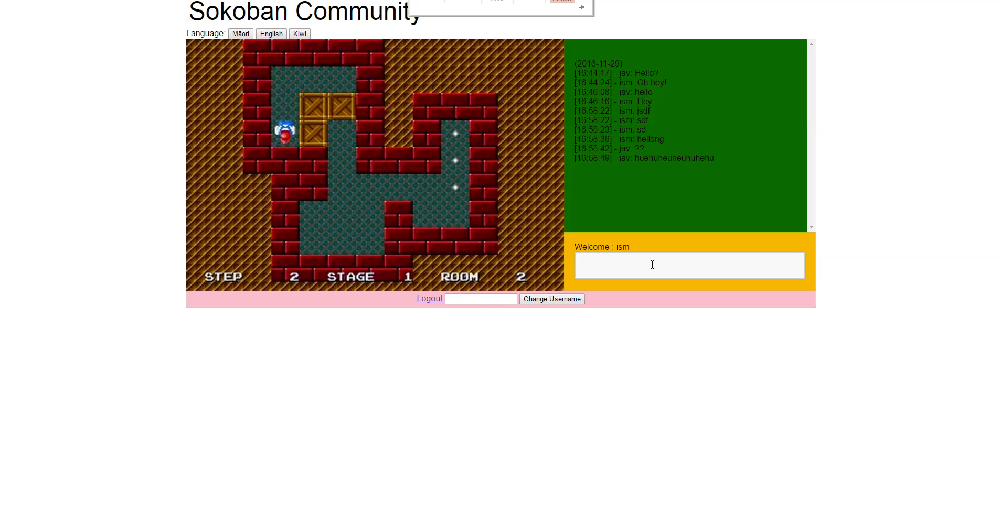 Sokoban Community
Language: Māori English Kiwi
(2016-11-29)
[16:44:17] - jav: Hello?
[16:44:24] - ism: Oh hey!
[16:46:08] - jav: hello
[16:46:16] - ism: Hey
[16:58:22] - ism: jsdf
[16:58:22] - ism: sdf
[16:58:23] - ism: sd
[16:58:36] - ism: hellong
[16:58:42] - jav: ??
[16:58:49] - jav: huehuheuheuhuhehu
Welcome : ism
STEP 2 STAGE 1 ROOM 2
Logout Change Username